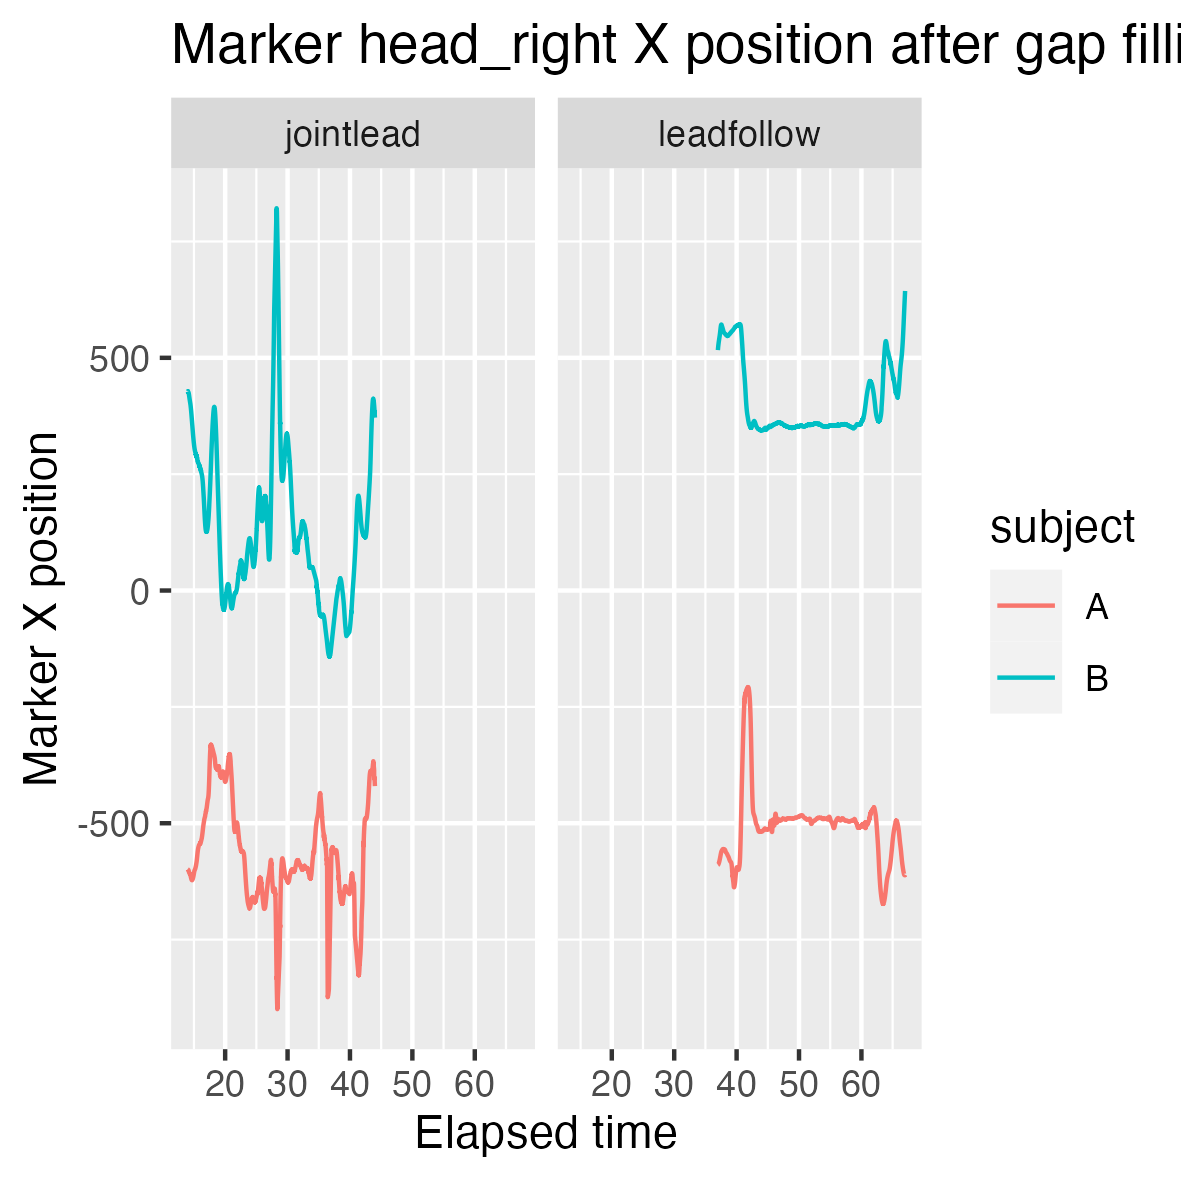 Marker head_right X position after gap filli
jointlead
leadfollow
500
0
-500
Marker X position
20 30 40 50 60
20 30 40 50 60
Elapsed time
subject
A
B